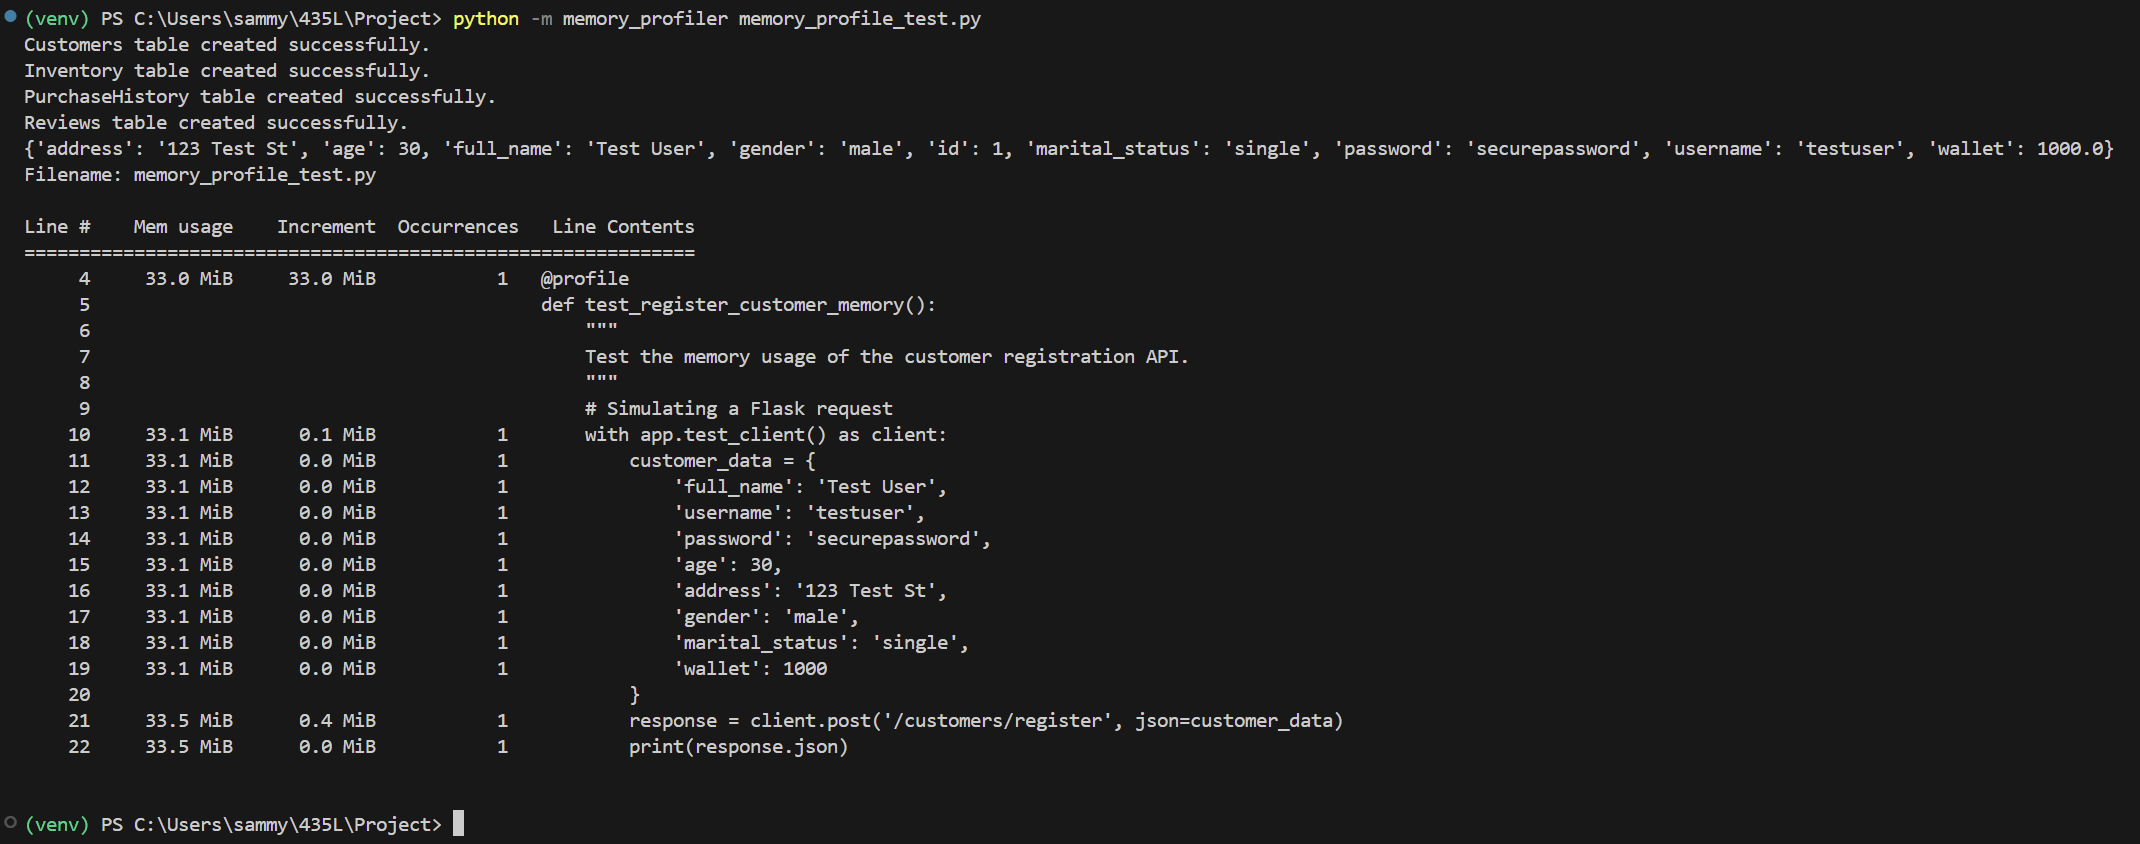 (venv) PS C:\Users\sammy\435L\Project> python -m memory_profiler memory_profile_test.py
Customers table created successfully.
Inventory table created successfully.
PurchaseHistory table created successfully.
Reviews table created successfully.
{'address': '123 Test St', 'age': 30, 'full_name': 'Test User', 'gender': 'male', 'id': 1, 'marital_status': 'single', 'password': 'securepassword', 'username': 'testuser', 'wallet': 1000.0}
Filename: memory_profile_test.py
Line #    Mem usage    Increment  Occurrences   Line Contents
=============================================================
     4     33.0 MiB     33.0 MiB           1   @profile
     5                                         def test_register_customer_memory():
     6                                             """
     7                                             Test the memory usage of the customer registration API.
     8                                             """
     9                                             # Simulating a Flask request
    10     33.1 MiB      0.1 MiB           1       with app.test_client() as client:
    11     33.1 MiB      0.0 MiB           1           customer_data = {
    12     33.1 MiB      0.0 MiB           1               'full_name': 'Test User',
    13     33.1 MiB      0.0 MiB           1               'username': 'testuser',
    14     33.1 MiB      0.0 MiB           1               'password': 'securepassword',
    15     33.1 MiB      0.0 MiB           1               'age': 30,
    16     33.1 MiB      0.0 MiB           1               'address': '123 Test St',
    17     33.1 MiB      0.0 MiB           1               'gender': 'male',
    18     33.1 MiB      0.0 MiB           1               'marital_status': 'single',
    19     33.1 MiB      0.0 MiB           1               'wallet': 1000
    20                                                 }
    21     33.5 MiB      0.4 MiB           1           response = client.post('/customers/register', json=customer_data)
    22     33.5 MiB      0.0 MiB           1           print(response.json)
(venv) PS C:\Users\sammy\435L\Project>